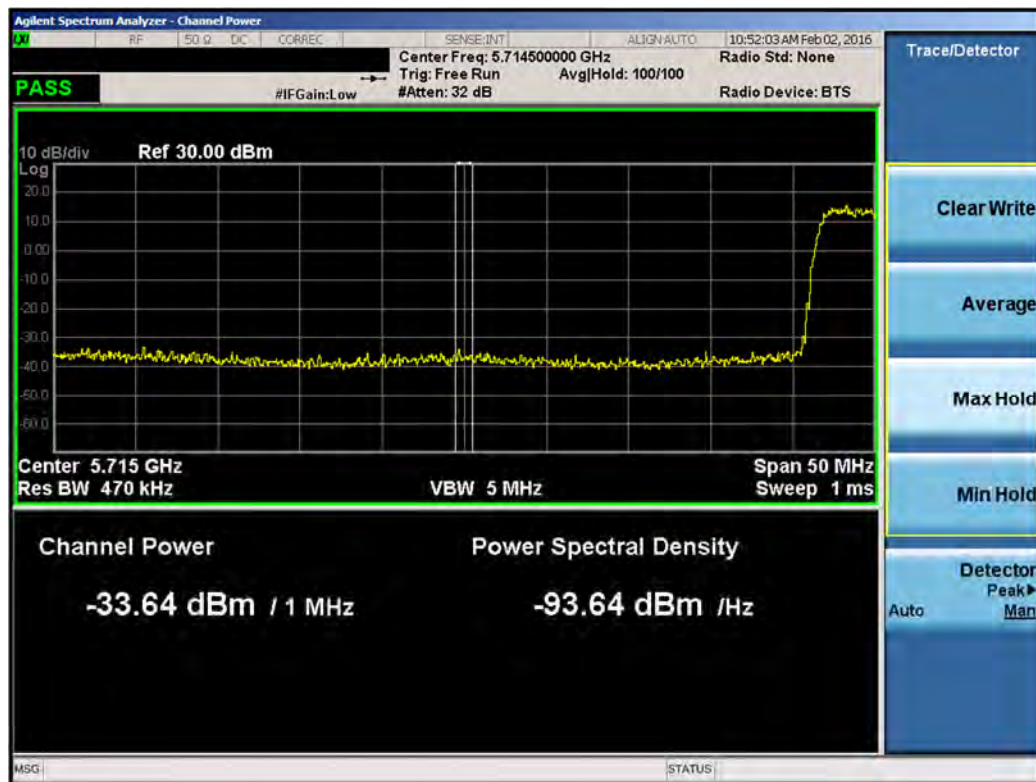 Agilent Spectrum Analyzer - Channel Power
LXI RF 50 Ω DC CORREC SENSE:INT ALIGN AUTO 10:52:03 AM Feb 02, 2016
Center Freq: 5.714500000 GHz Radio Std: None
Trig: Free Run Avg|Hold: 100/100
PASS #IFGain:Low #Atten: 32 dB Radio Device: BTS
10 dB/div Ref 30.00 dBm
Log
20.0
10.0
0.00
-10.0
-20.0
-30.0
-40.0
-50.0
-60.0
Center 5.715 GHz Span 50 MHz
Res BW 470 kHz VBW 5 MHz Sweep 1 ms
Channel Power Power Spectral Density
-33.64 dBm / 1 MHz -93.64 dBm /Hz
MSG STATUS
Trace/Detector
Clear Write
Average
Max Hold
Min Hold
Detector
Peak▶
Auto Man